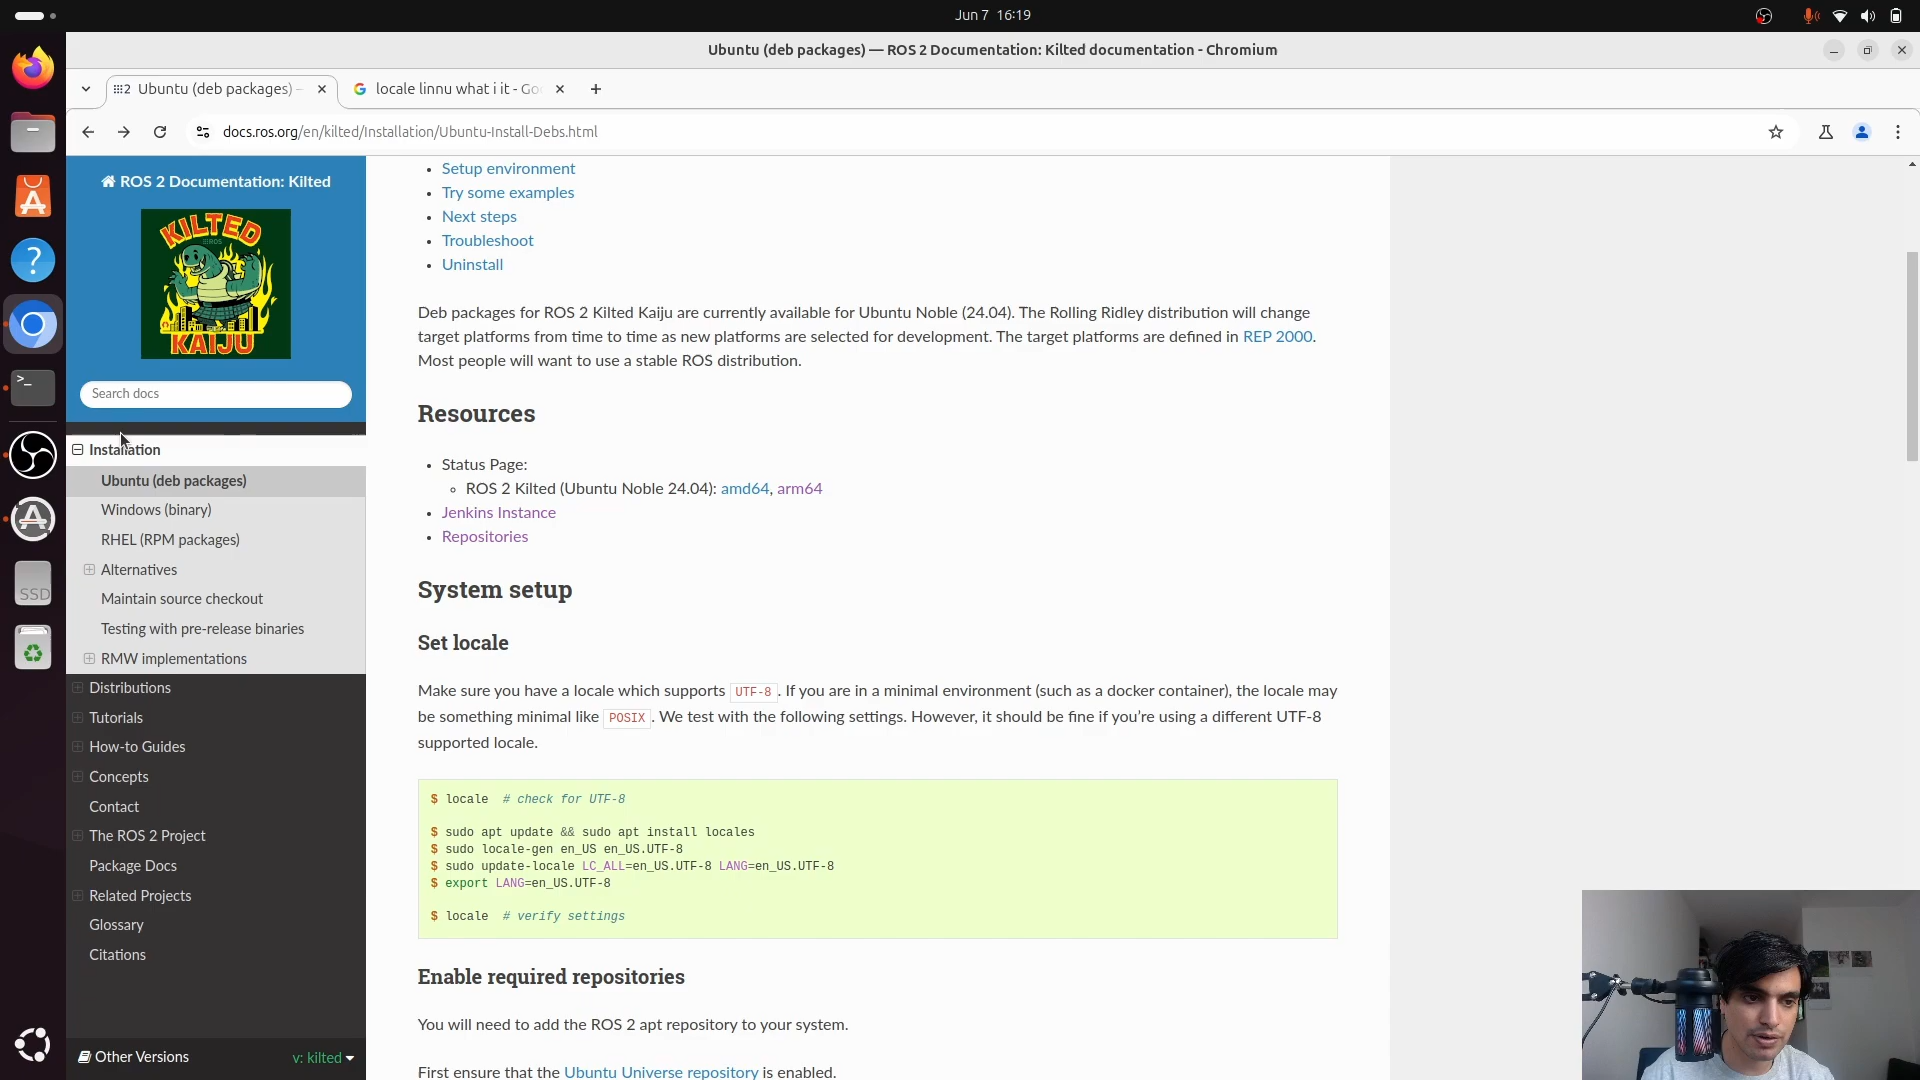 Jun 7 16:19
Ubuntu (deb packages) — ROS 2 Documentation: Kilted documentation - Chromium
Ubuntu (deb packages) –
locale linnu what i it - Goo
docs.ros.org/en/kilted/Installation/Ubuntu-Install-Debs.html
ROS 2 Documentation: Kilted
KILTED
ROS
KAIJU
Search docs
Installation
Ubuntu (deb packages)
Windows (binary)
RHEL (RPM packages)
Alternatives
Maintain source checkout
Testing with pre-release binaries
RMW implementations
Distributions
Tutorials
How-to Guides
Concepts
Contact
The ROS 2 Project
Package Docs
Related Projects
Glossary
Citations
Other Versions
v: kilted
SSD
Setup environment
Try some examples
Next steps
Troubleshoot
Uninstall
Deb packages for ROS 2 Kilted Kaiju are currently available for Ubuntu Noble (24.04). The Rolling Ridley distribution will change
target platforms from time to time as new platforms are selected for development. The target platforms are defined in REP 2000.
Most people will want to use a stable ROS distribution.
Resources
Status Page:
ROS 2 Kilted (Ubuntu Noble 24.04): amd64, arm64
Jenkins Instance
Repositories
System setup
Set locale
Make sure you have a locale which supports UTF-8. If you are in a minimal environment (such as a docker container), the locale may
be something minimal like POSIX. We test with the following settings. However, it should be fine if you’re using a different UTF-8
supported locale.
$ locale  # check for UTF-8
$ sudo apt update && sudo apt install locales
$ sudo locale-gen en_US en_US.UTF-8
$ sudo update-locale LC_ALL=en_US.UTF-8 LANG=en_US.UTF-8
$ export LANG=en_US.UTF-8
$ locale  # verify settings
Enable required repositories
You will need to add the ROS 2 apt repository to your system.
First ensure that the Ubuntu Universe repository is enabled.